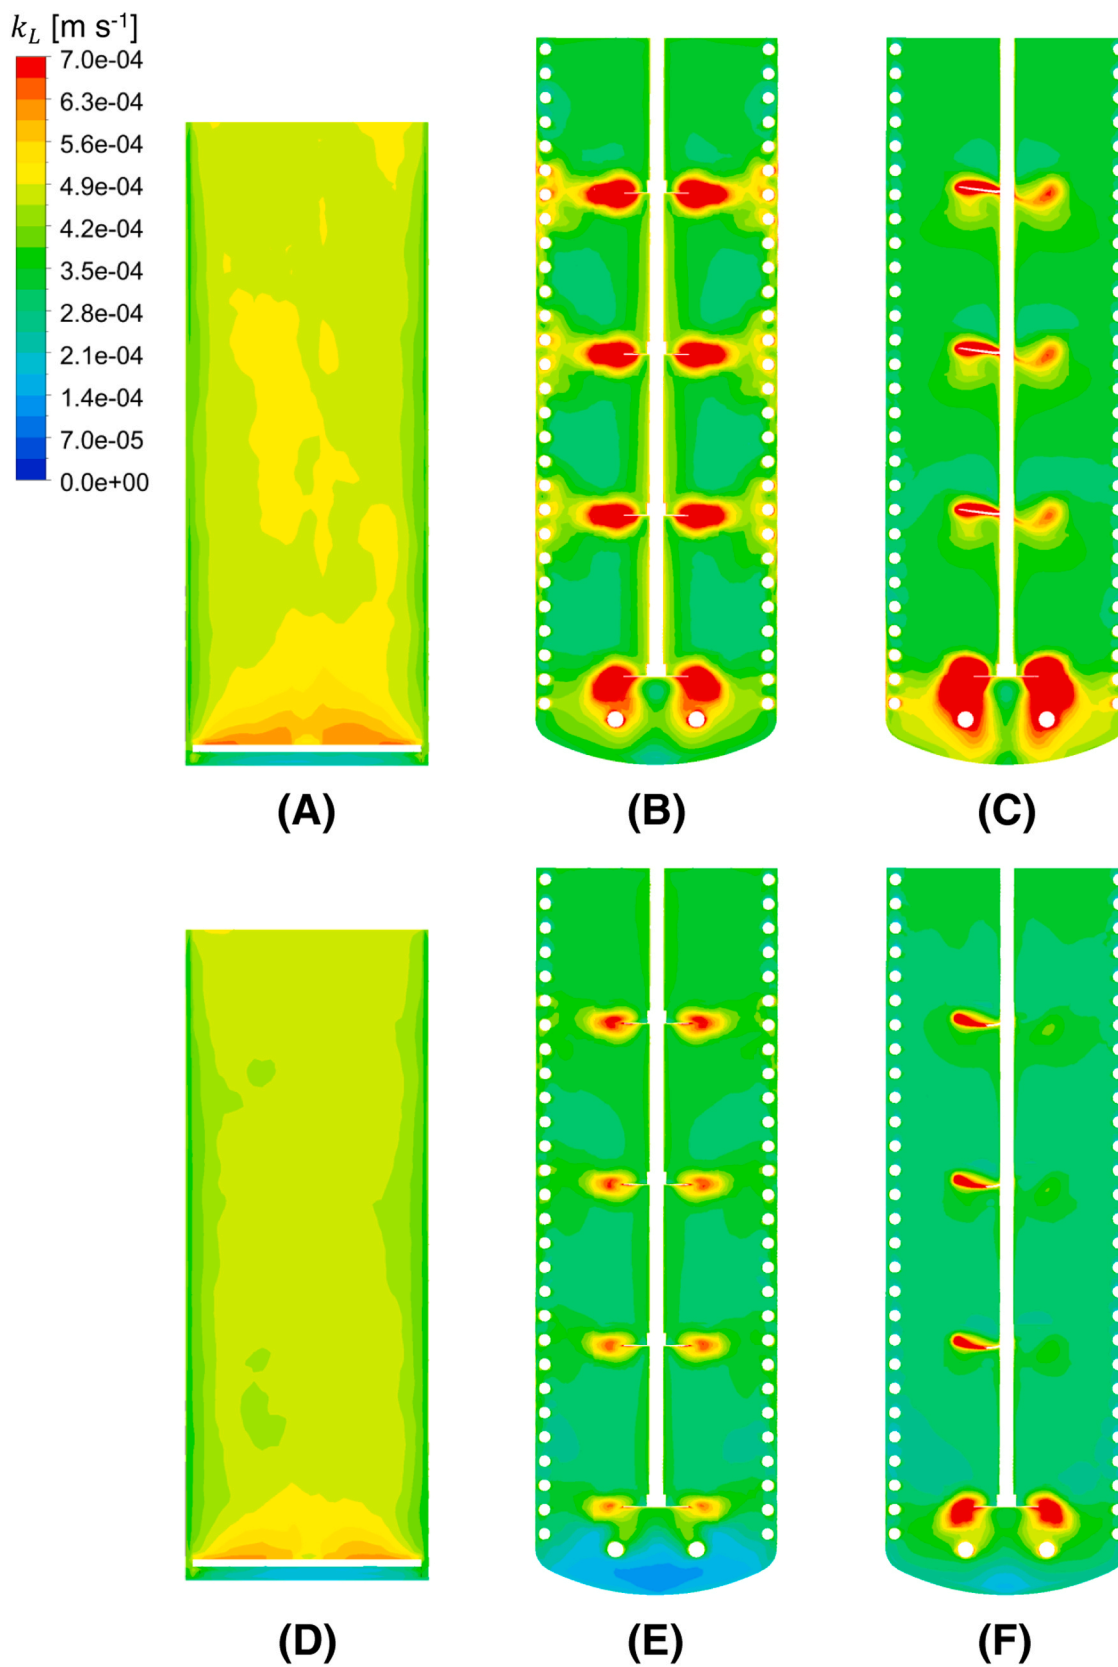 k_L [m s⁻¹]
7.0e-04
6.3e-04
5.6e-04
4.9e-04
4.2e-04
3.5e-04
2.8e-04
2.1e-04
1.4e-04
7.0e-05
0.0e+00
(A) (B) (C)
(D) (E) (F)